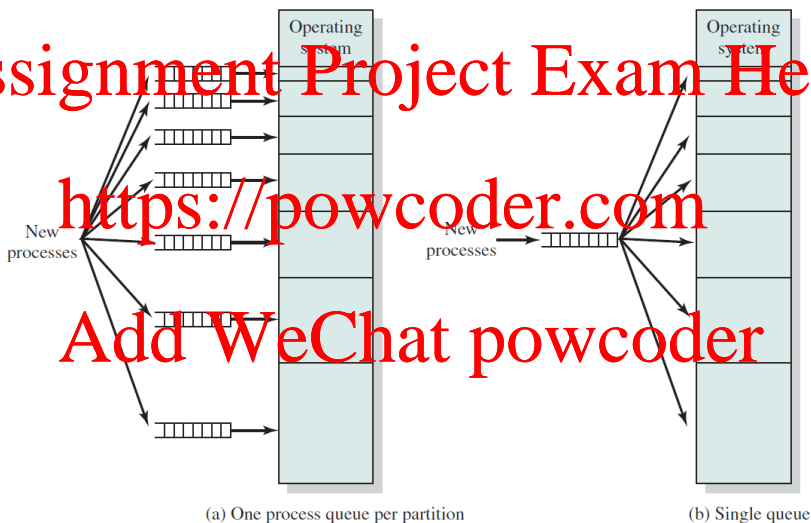 Operating
system
Operating
system
ssignment Project Exam He
https://powcoder.com
New
processes
New
processes
Add WeChat powcoder
(a) One process queue per partition
(b) Single queue